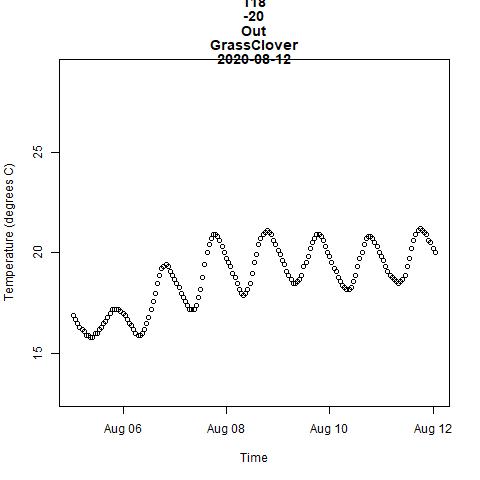 T18
-20
Out
GrassClover
2020-08-12
Temperature (degrees C)
25
20
15
Aug 06
Aug 08
Aug 10
Aug 12
Time